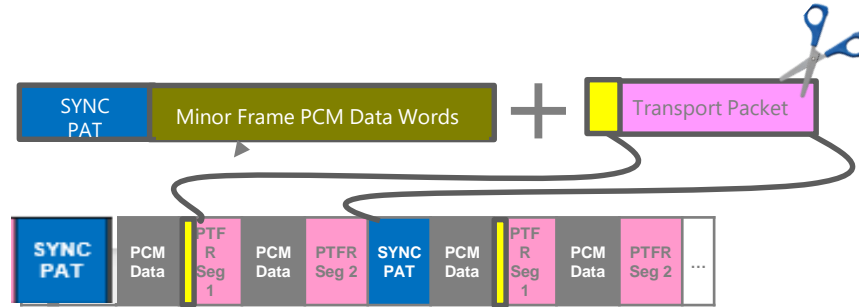 SYNC
PAT
Minor Frame PCM Data Words
Transport Packet
SYNC
PAT
PCM
Data
PTF
R
Seg
1
PCM
Data
PTFR
Seg 2
SYNC
PAT
PCM
Data
PTF
R
Seg
1
PCM
Data
PTFR
Seg 2
...